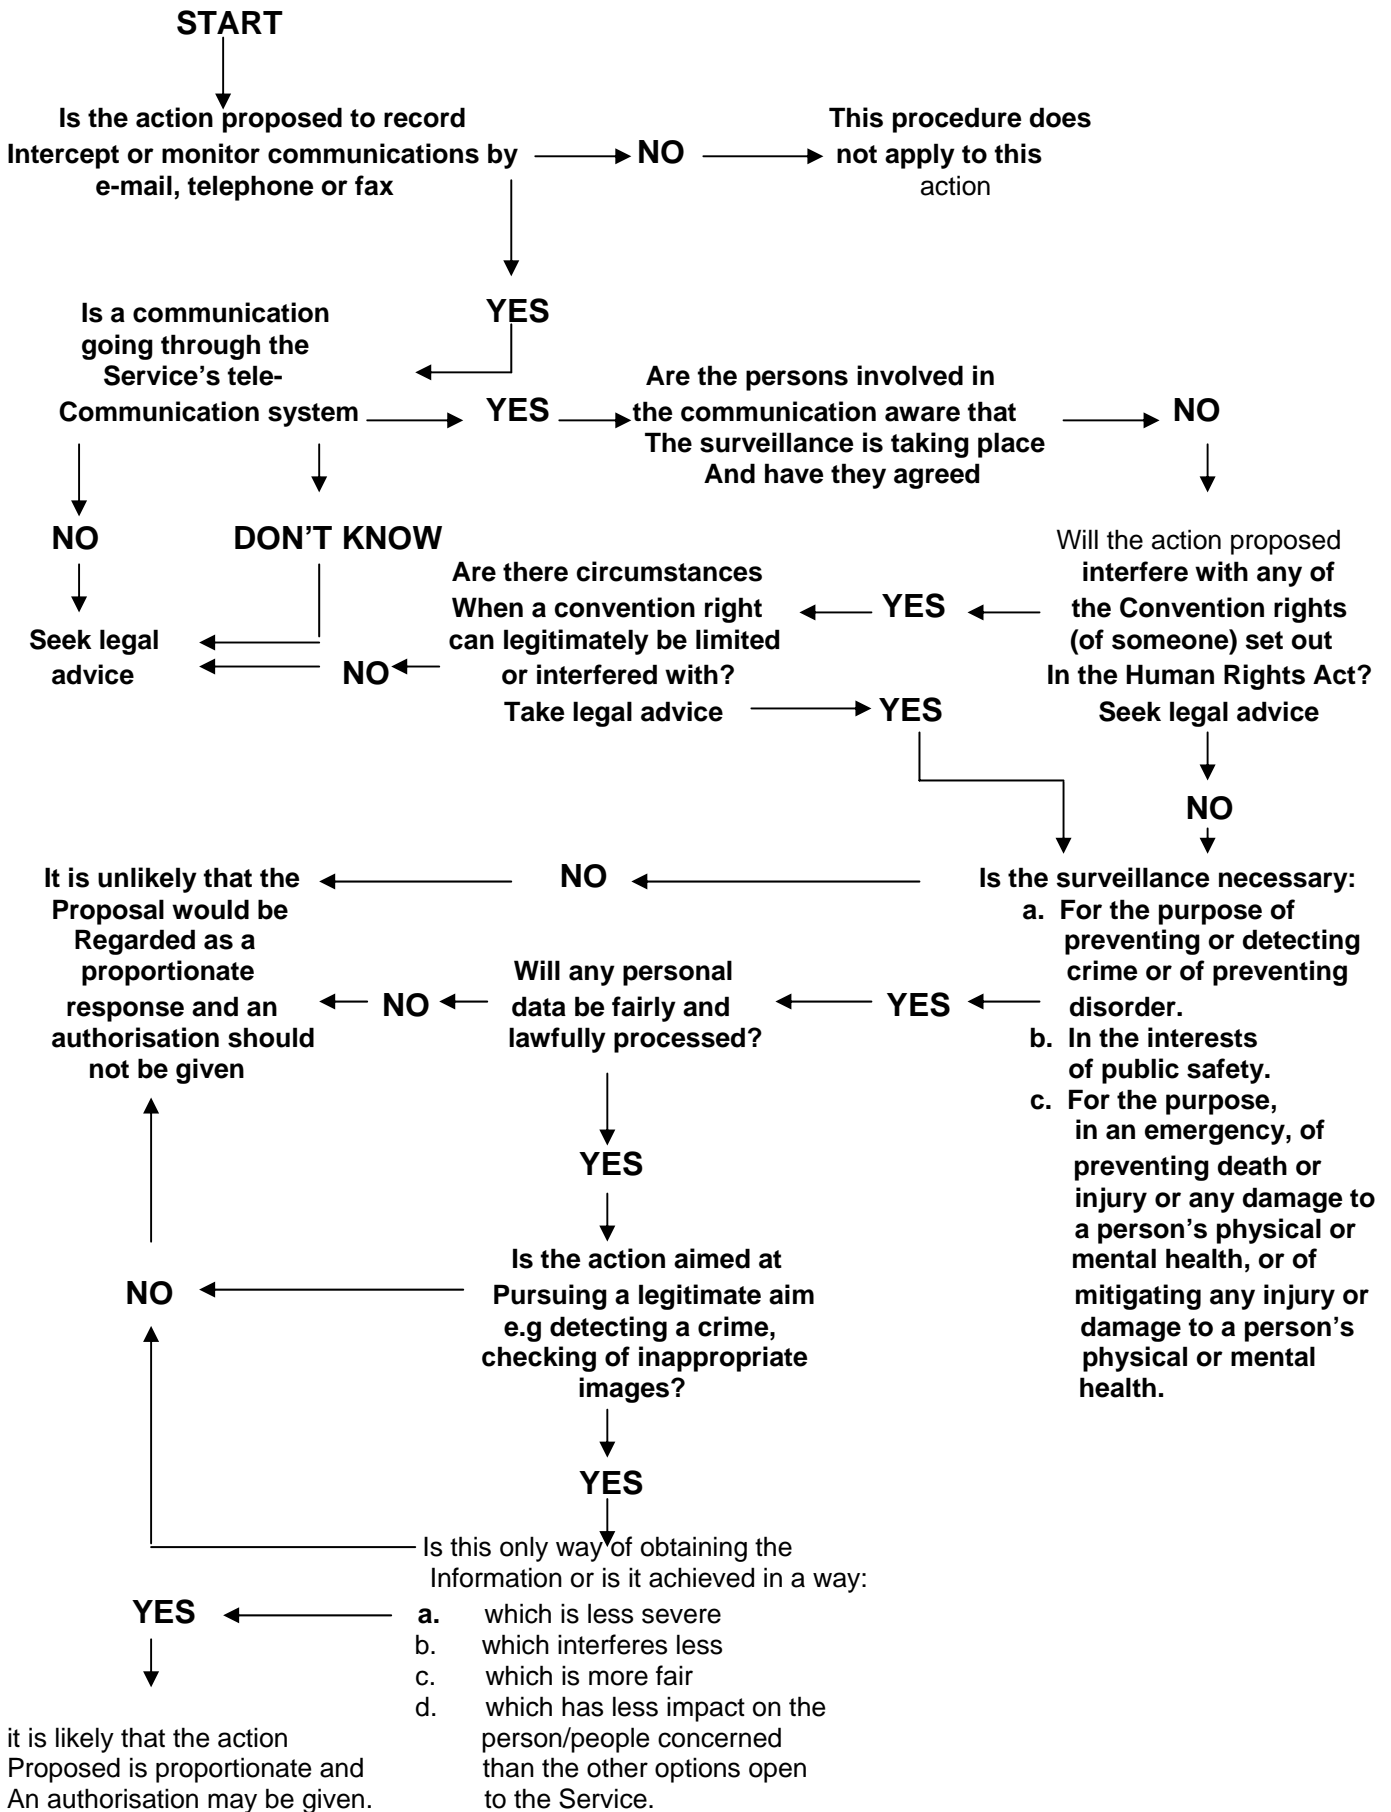 START
Is the action proposed to record
Intercept or monitor communications by
e-mail, telephone or fax
NO
This procedure does
not apply to this
action
YES
Is a communication
going through the
Service's tele-
Communication system
YES
Are the persons involved in
the communication aware that
The surveillance is taking place
And have they agreed
NO
NO
DON'T KNOW
Seek legal
advice
NO
Are there circumstances
When a convention right
can legitimately be limited
or interfered with?
Take legal advice
YES
YES
Will the action proposed
interfere with any of
the Convention rights
(of someone) set out
In the Human Rights Act?
Seek legal advice
NO
It is unlikely that the
Proposal would be
Regarded as a
proportionate
response and an
authorisation should
not be given
NO
NO
Will any personal
data be fairly and
lawfully processed?
YES
Is the surveillance necessary:
a. For the purpose of
preventing or detecting
crime or of preventing
disorder.
b. In the interests
of public safety.
c. For the purpose,
in an emergency, of
preventing death or
injury or any damage to
a person's physical or
mental health, or of
mitigating any injury or
damage to a person's
physical or mental
health.
YES
NO
Is the action aimed at
Pursuing a legitimate aim
e.g detecting a crime,
checking of inappropriate
images?
YES
Is this only way of obtaining the
Information or is it achieved in a way:
a. which is less severe
b. which interferes less
c. which is more fair
d. which has less impact on the
person/people concerned
than the other options open
to the Service.
YES
it is likely that the action
Proposed is proportionate and
An authorisation may be given.